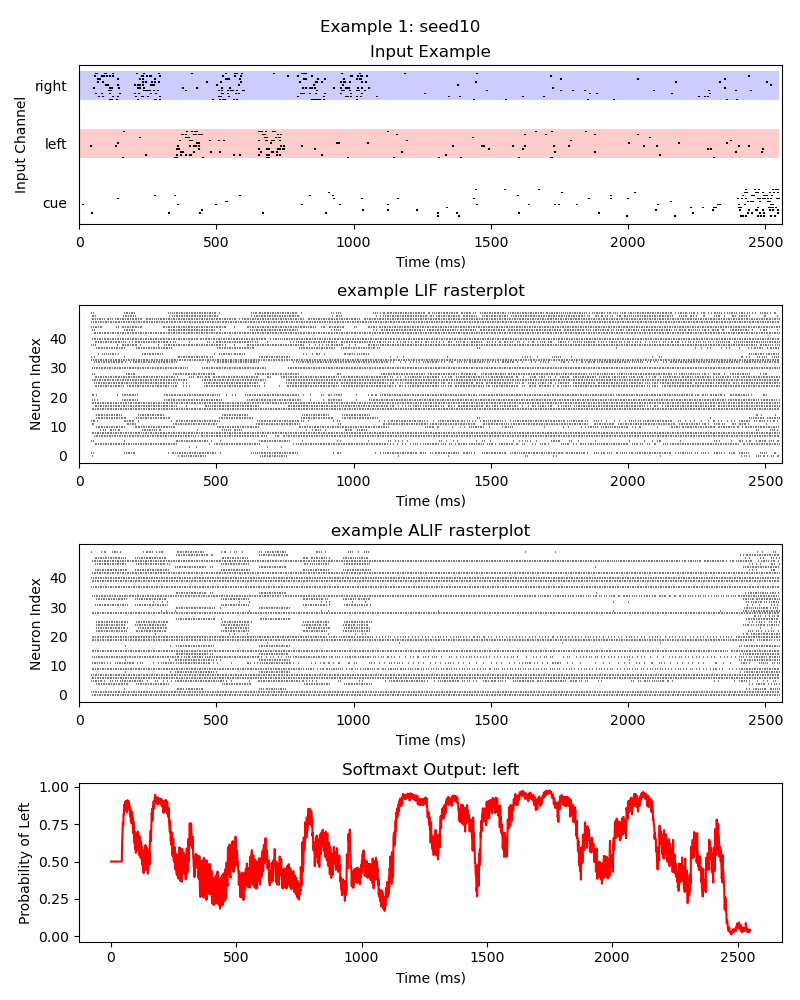 Example 1: seed10
Input Example
right
left
cue
Input Channel
0 500 1000 1500 2000 2500
Time (ms)
example LIF rasterplot
40
30
20
10
0
Neuron Index
0 500 1000 1500 2000 2500
Time (ms)
example ALIF rasterplot
40
30
20
10
0
Neuron Index
0 500 1000 1500 2000 2500
Time (ms)
Softmaxt Output: left
1.00
0.75
0.50
0.25
0.00
Probability of Left
0 500 1000 1500 2000 2500
Time (ms)